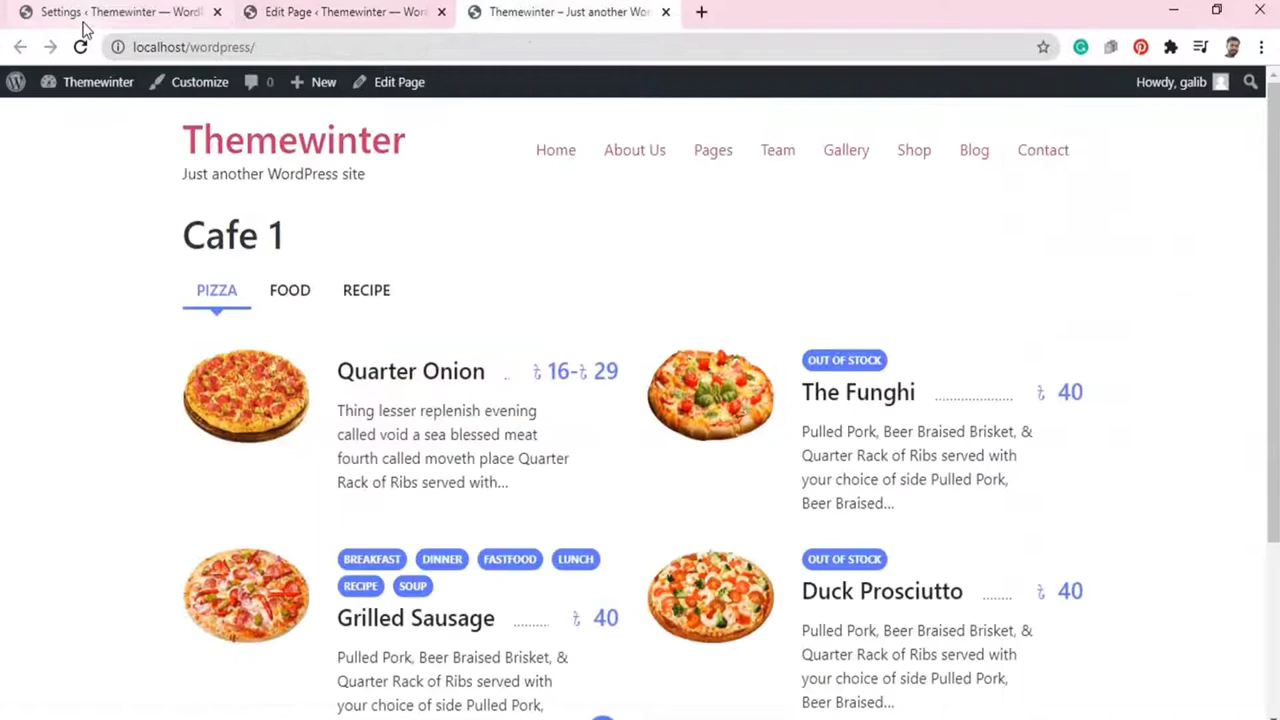 Settings ‹ Themewinter — Word
Edit Page ‹ Themewinter — Wor
Themewinter – Just another Wo
localhost/wordpress/
Themewinter
Customize
0
New
Edit Page
Howdy, galib
Themewinter
Just another WordPress site
Home
About Us
Pages
Team
Gallery
Shop
Blog
Contact
Cafe 1
PIZZA
FOOD
RECIPE
Quarter Onion .. ৳ 16-৳ 29
Thing lesser replenish evening
called void a sea blessed meat
fourth called moveth place Quarter
Rack of Ribs served with...
OUT OF STOCK
The Funghi .................... ৳ 40
Pulled Pork, Beer Braised Brisket, &
Quarter Rack of Ribs served with
your choice of side Pulled Pork,
Beer Braised...
BREAKFAST DINNER FASTFOOD LUNCH
RECIPE SOUP
Grilled Sausage ......... ৳ 40
Pulled Pork, Beer Braised Brisket, &
Quarter Rack of Ribs served with
your choice of side Pulled Pork,
OUT OF STOCK
Duck Prosciutto ........ ৳ 40
Pulled Pork, Beer Braised Brisket, &
Quarter Rack of Ribs served with
your choice of side Pulled Pork,
Beer Braised...